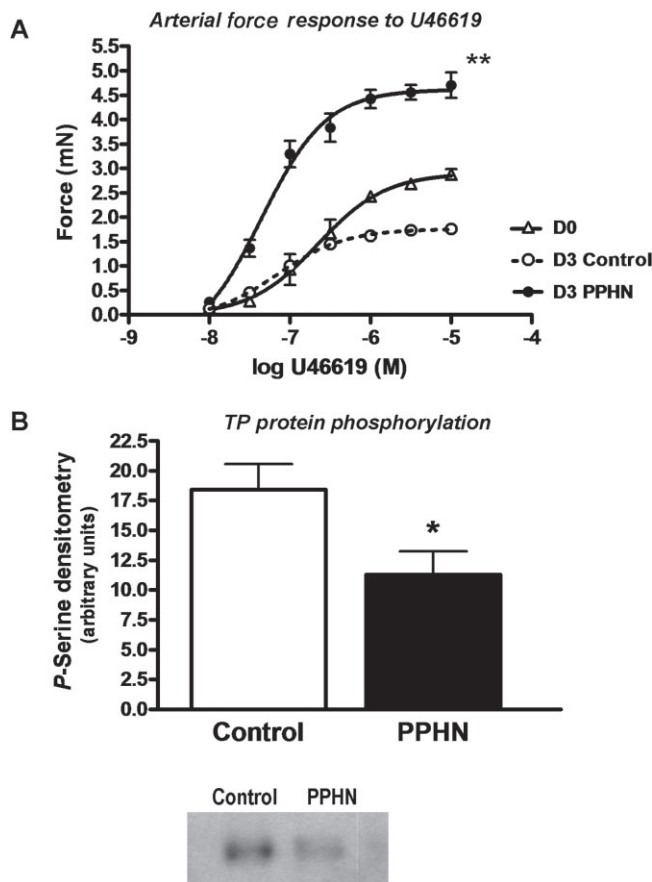 A
Arterial force response to U46619
5.5
5.0
4.5
4.0
3.5
3.0
2.5
2.0
1.5
1.0
0.5
0.0
Force (mN)
**
-9
-8
-7
-6
-5
-4
log U46619 (M)
D0
D3 Control
D3 PPHN
B
TP protein phosphorylation
22.5
20.0
17.5
15.0
12.5
10.0
7.5
5.0
2.5
0.0
P-Serine densitometry
(arbitrary units)
*
Control PPHN
Control PPHN